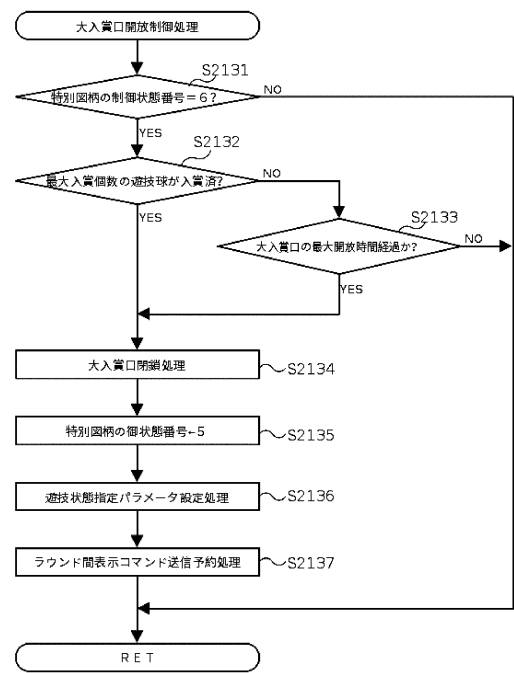 大入賞口開放制御処理
S2131
特別図柄の制御状態番号=6?
NO
YES
S2132
最大入賞個数の遊技球が入賞済?
NO
YES
S2133
大入賞口の最大開放時間経過か?
NO
YES
大入賞口閉鎖処理
S2134
特別図柄の御状態番号←5
S2135
遊技状態指定パラメータ設定処理
S2136
ラウンド間表示コマンド送信予約処理
S2137
RET